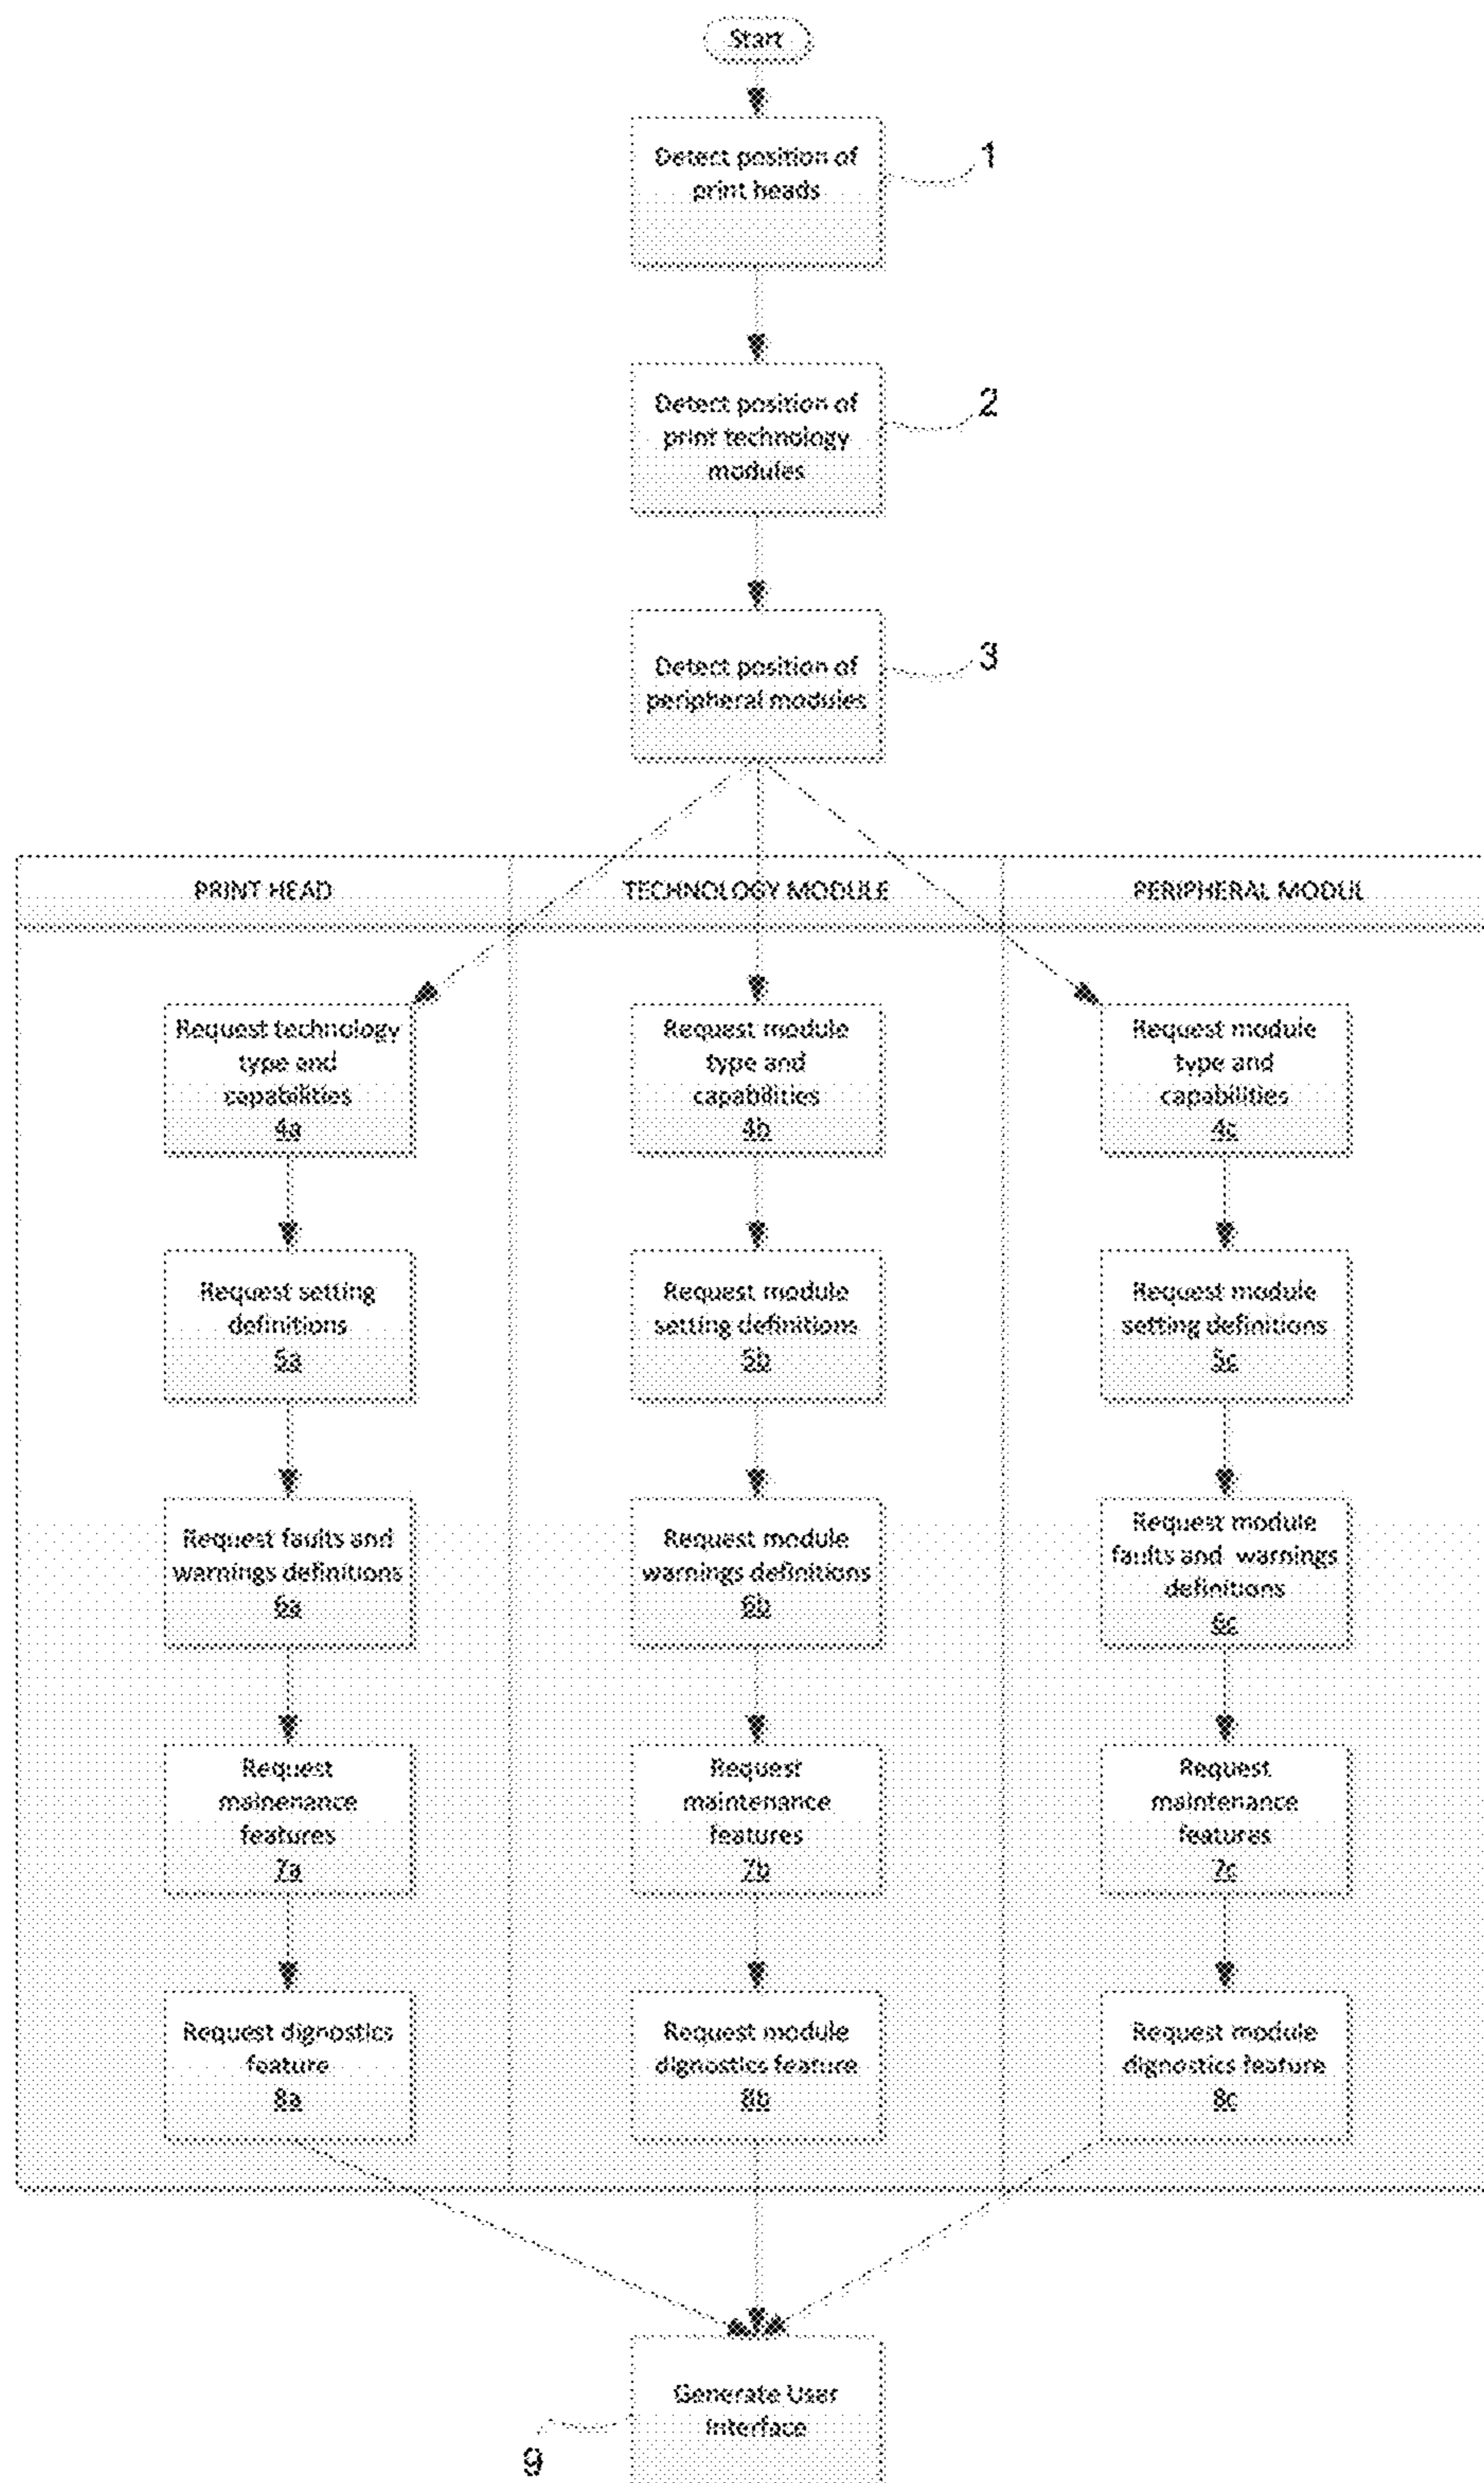 Start
Detect position of
print heads
1
Detect position of
print technology
modules
2
Detect position of
peripheral modules
3
PRINT HEAD
TECHNOLOGY MODULE
PERIPHERAL MODUL
Request technology
type and
capabilities
4a
Request module
type and
capabilities
4b
Request module
type and
capabilities
4c
Request setting
definitions
5a
Request module
setting definitions
5b
Request module
setting definitions
5c
Request faults and
warnings definitions
6a
Request module
warnings definitions
6b
Request module
faults and warnings
definitions
6c
Request
mainenance
features
7a
Request
maintenance
features
7b
Request
maintenance
features
7c
Request dignostics
feature
8a
Request module
dignostics feature
8b
Request module
dignostics feature
8c
Generate User
Interface
9